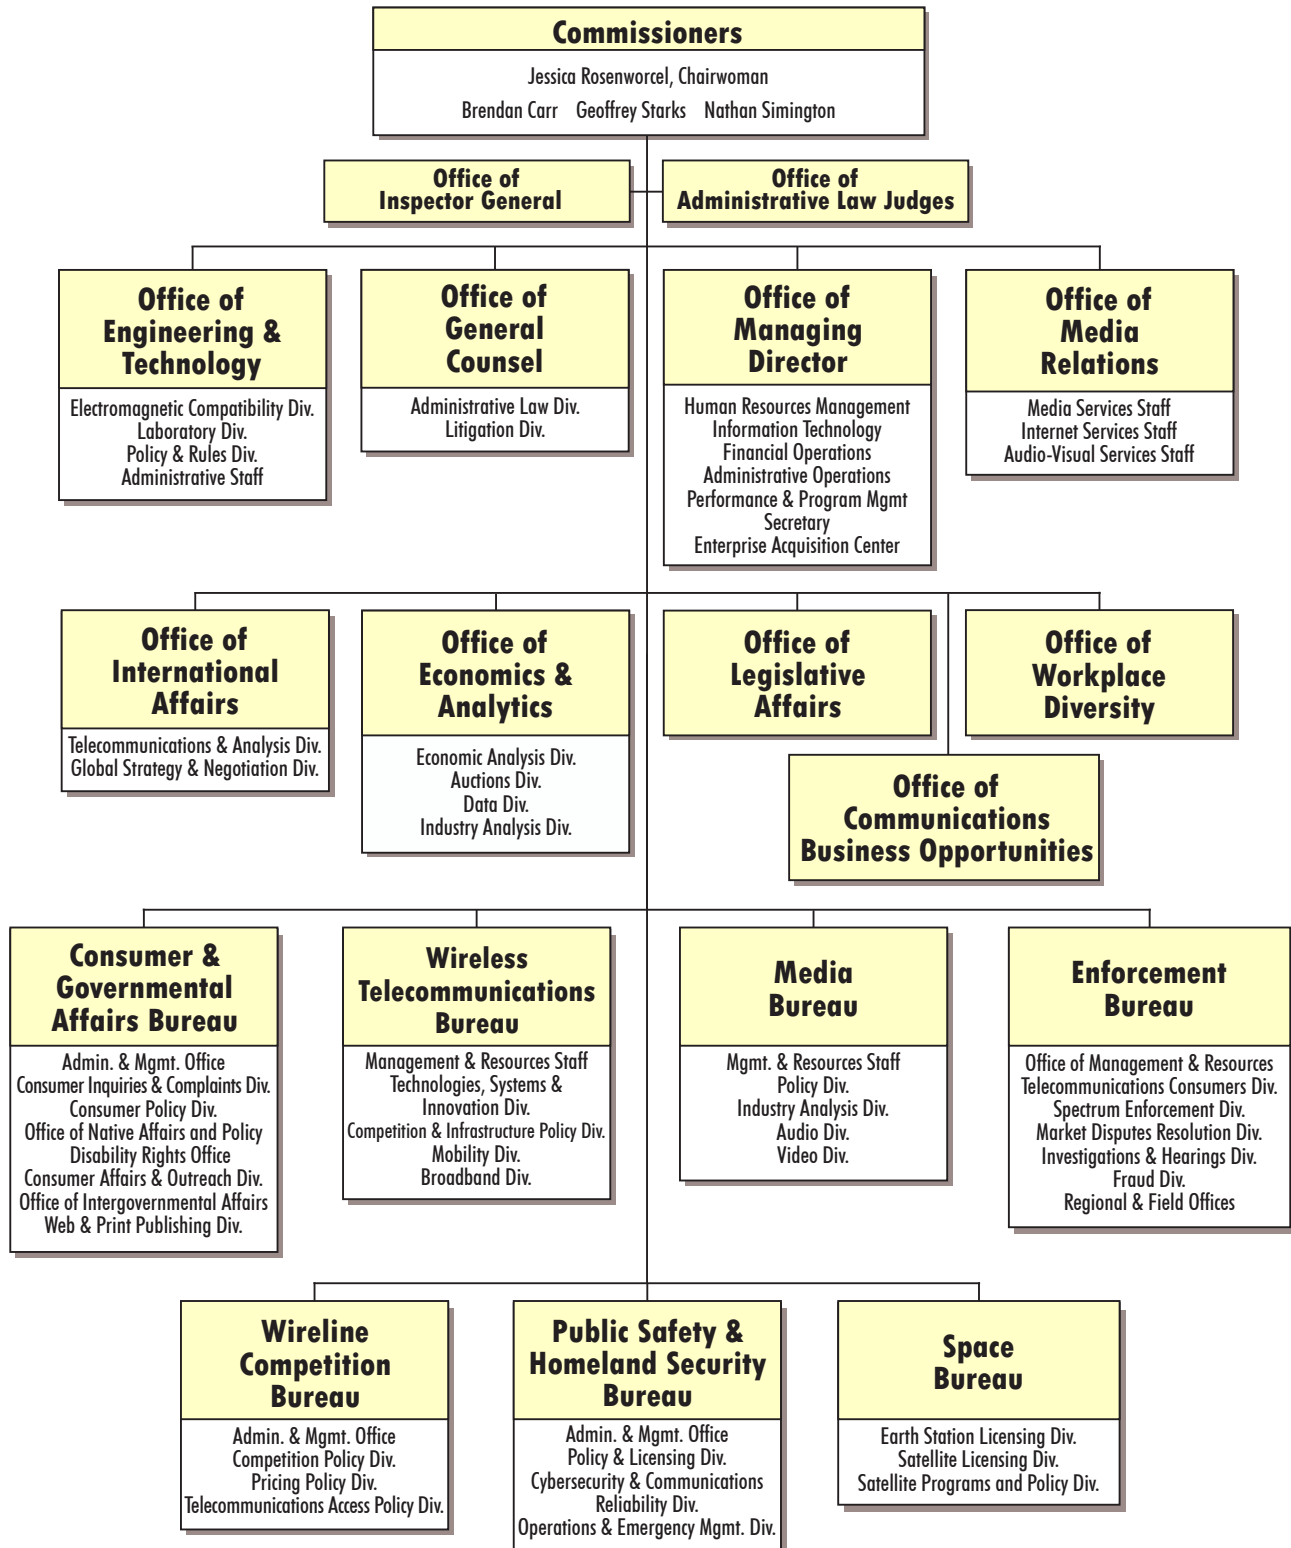 Commissioners
Jessica Rosenworcel, Chairwoman
Brendan Carr Geoffrey Starks Nathan Simington
Office of
Inspector General
Office of
Administrative Law Judges
Office of
Engineering &
Technology
Electromagnetic Compatibility Div.
Laboratory Div.
Policy & Rules Div.
Administrative Staff
Office of
General
Counsel
Administrative Law Div.
Litigation Div.
Office of
Managing
Director
Human Resources Management
Information Technology
Financial Operations
Administrative Operations
Performance & Program Mgmt
Secretary
Enterprise Acquisition Center
Office of
Media
Relations
Media Services Staff
Internet Services Staff
Audio-Visual Services Staff
Office of
International
Affairs
Telecommunications & Analysis Div.
Global Strategy & Negotiation Div.
Office of
Economics &
Analytics
Economic Analysis Div.
Auctions Div.
Data Div.
Industry Analysis Div.
Office of
Legislative
Affairs
Office of
Workplace
Diversity
Office of
Communications
Business Opportunities
Consumer &
Governmental
Affairs Bureau
Admin. & Mgmt. Office
Consumer Inquiries & Complaints Div.
Consumer Policy Div.
Office of Native Affairs and Policy
Disability Rights Office
Consumer Affairs & Outreach Div.
Office of Intergovernmental Affairs
Web & Print Publishing Div.
Wireless
Telecommunications
Bureau
Management & Resources Staff
Technologies, Systems &
Innovation Div.
Competition & Infrastructure Policy Div.
Mobility Div.
Broadband Div.
Media
Bureau
Mgmt. & Resources Staff
Policy Div.
Industry Analysis Div.
Audio Div.
Video Div.
Enforcement
Bureau
Office of Management & Resources
Telecommunications Consumers Div.
Spectrum Enforcement Div.
Market Disputes Resolution Div.
Investigations & Hearings Div.
Fraud Div.
Regional & Field Offices
Wireline
Competition
Bureau
Admin. & Mgmt. Office
Competition Policy Div.
Pricing Policy Div.
Telecommunications Access Policy Div.
Public Safety &
Homeland Security
Bureau
Admin. & Mgmt. Office
Policy & Licensing Div.
Cybersecurity & Communications
Reliability Div.
Operations & Emergency Mgmt. Div.
Space
Bureau
Earth Station Licensing Div.
Satellite Licensing Div.
Satellite Programs and Policy Div.